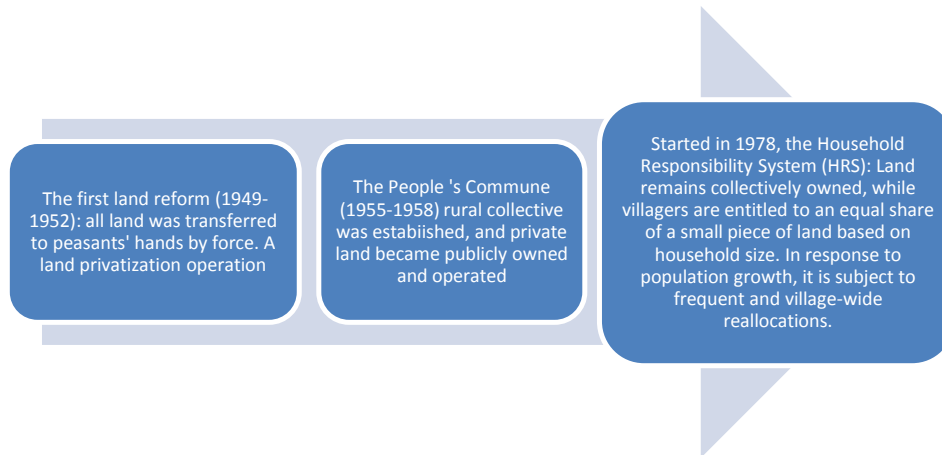 The first land reform (1949-
1952): all land was transferred
to peasants' hands by force. A
land privatization operation
The People 's Commune
(1955-1958) rural collective
was estabiished, and private
land became publicly owned
and operated
Started in 1978, the Household
Responsibility System (HRS): Land
remains collectively owned, while
villagers are entitled to an equal share
of a small piece of land based on
household size. In response to
population growth, it is subject to
frequent and village-wide
reallocations.